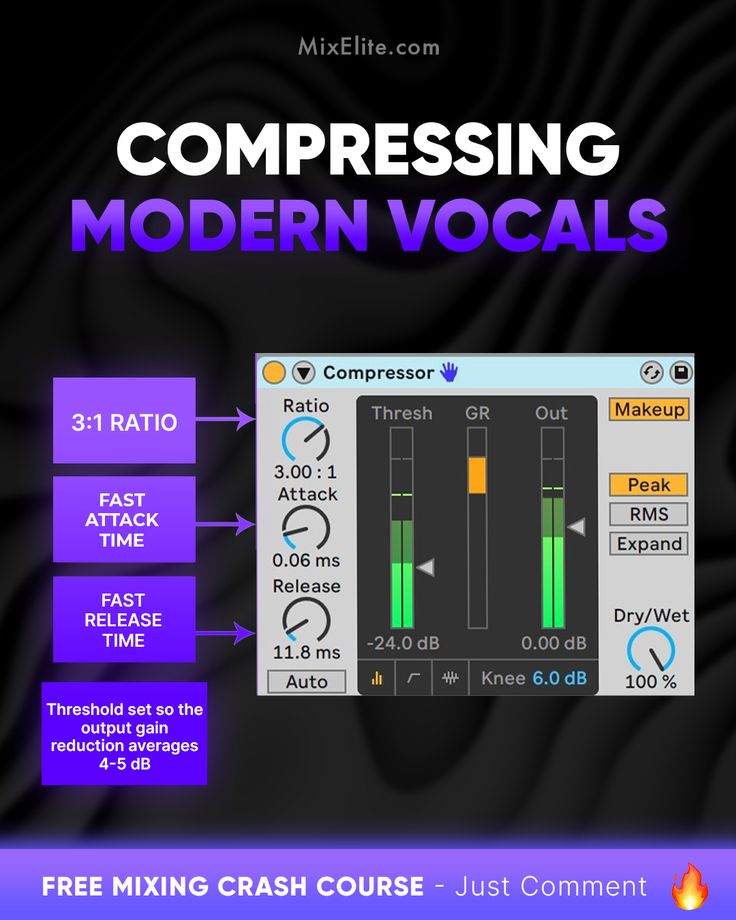 MixElite.com
COMPRESSING
MODERN VOCALS
3:1 RATIO
FAST
ATTACK
TIME
FAST
RELEASE
TIME
Threshold set so the
output gain
reduction averages
4-5 dB
Compressor
Ratio
3.00 : 1
Attack
0.06 ms
Release
11.8 ms
Auto
Thresh GR Out
-24.0 dB 0.00 dB
Knee 6.0 dB
Makeup
Peak
RMS
Expand
Dry/Wet
100 %
FREE MIXING CRASH COURSE - Just Comment